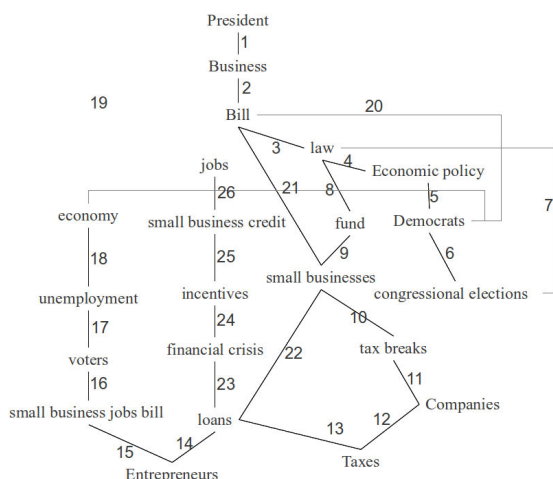 President
1
Business
2
19
20
Bill
3
law
4
jobs
Economic policy
26
21
8
5
7
economy
small business credit
fund
Democrats
18
25
9
6
small businesses
unemployment
incentives
congressional elections
17
24
10
voters
financial crisis
22
tax breaks
16
23
11
small business jobs bill
loans
Companies
15
14
13
12
Entrepreneurs
Taxes